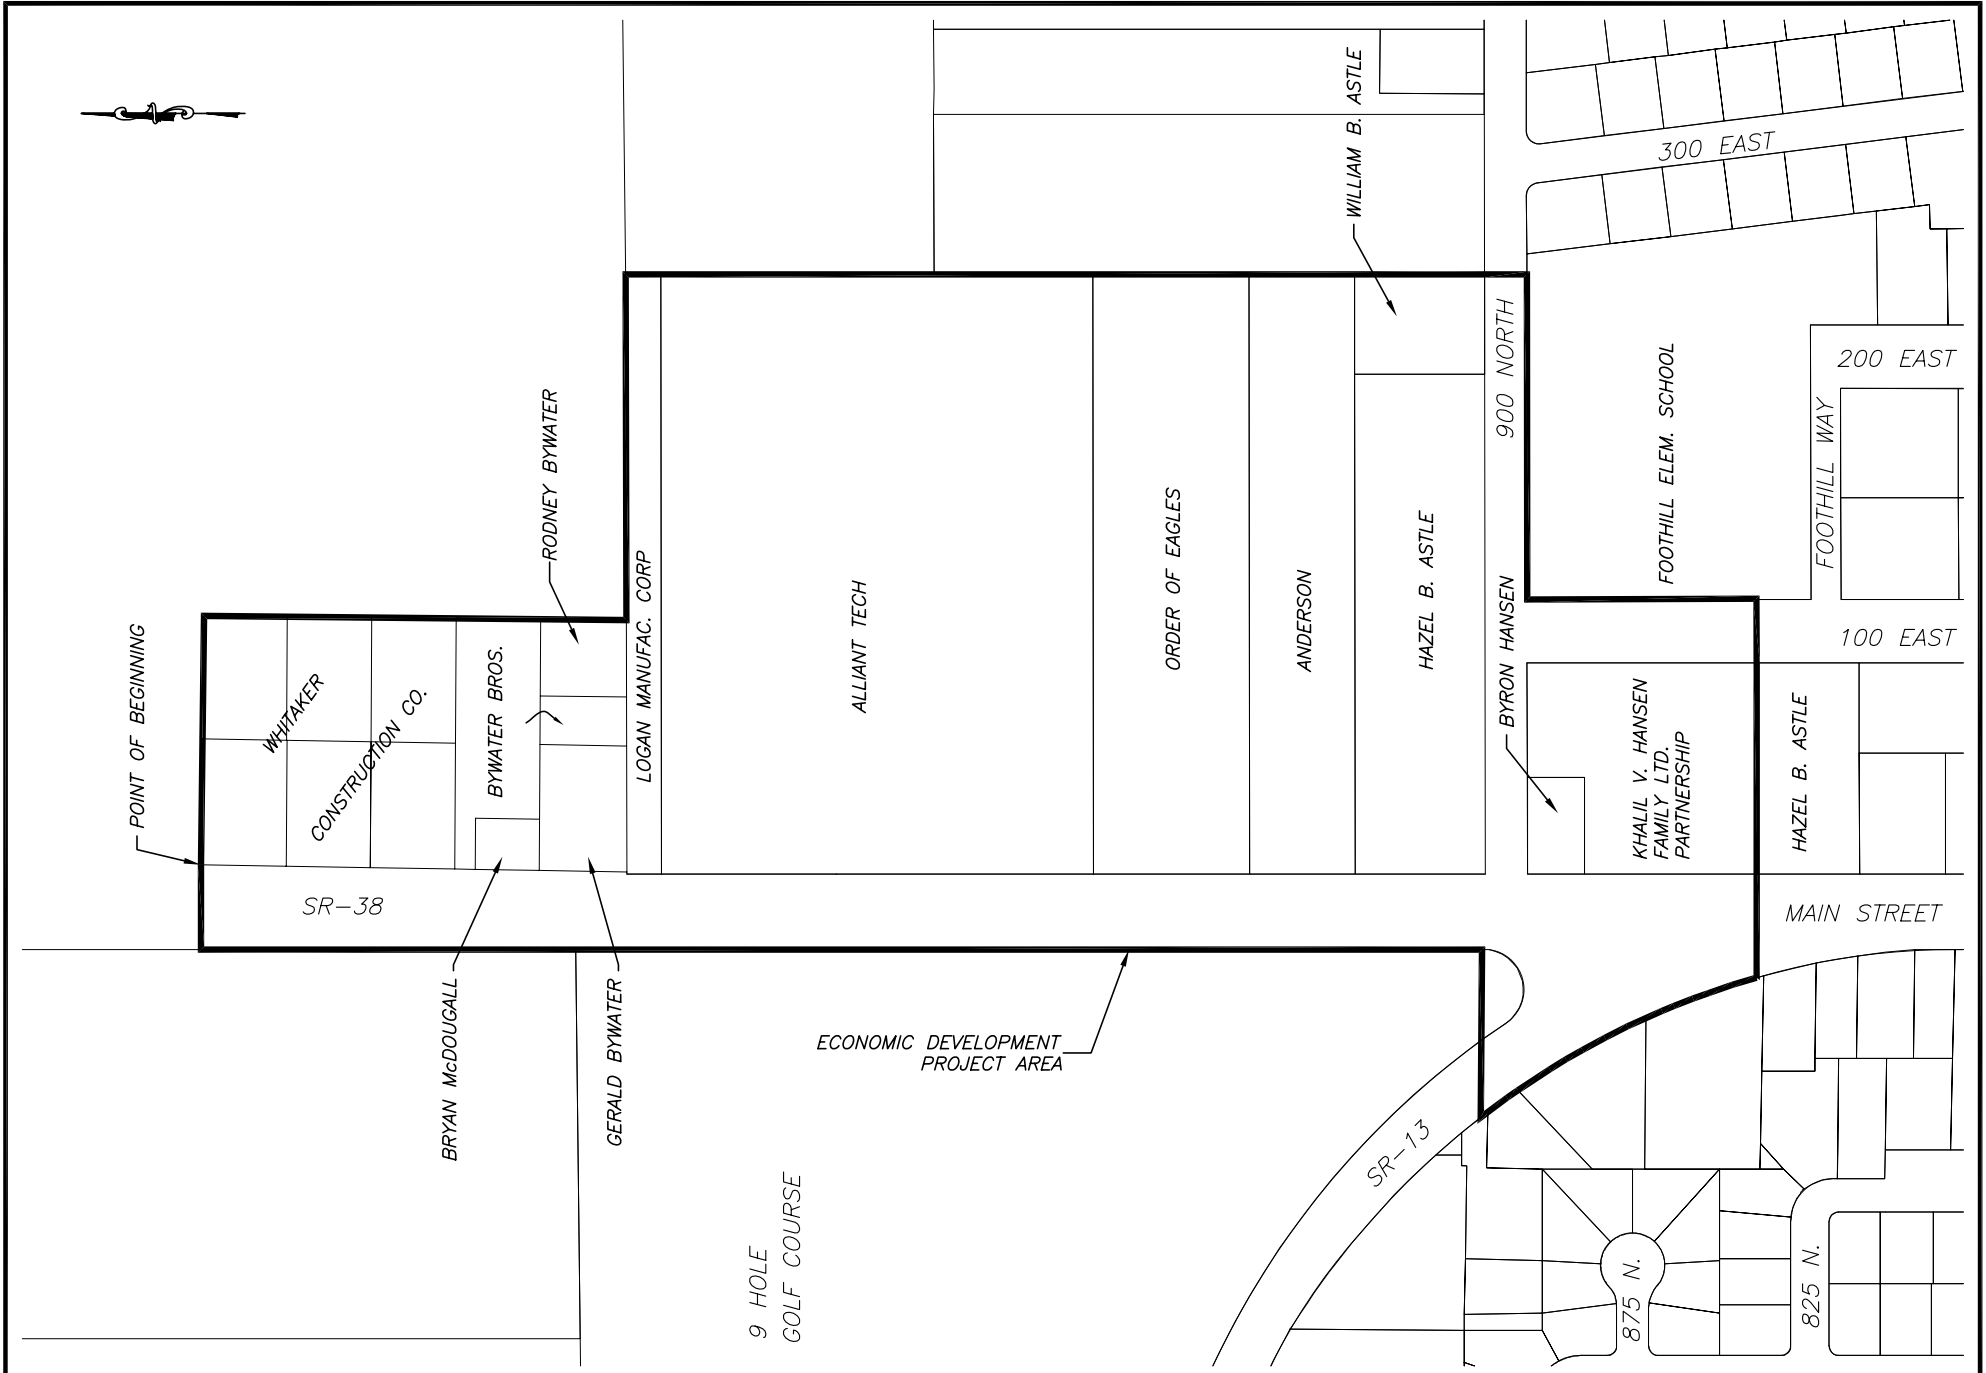 WILLIAM B. ASTLE
300 EAST
900 NORTH
200 EAST
FOOTHILL ELEM. SCHOOL
FOOTHILL WAY
RODNEY BYWATER
ORDER OF EAGLES
HAZEL B. ASTLE
LOGAN MANUFAC. CORP
ALLIANT TECH
ANDERSON
BYRON HANSEN
100 EAST
POINT OF BEGINNING
WHITAKER
CONSTRUCTION CO.
BYWATER BROS.
KHALIL V. HANSEN
FAMILY LTD.
PARTNERSHIP
HAZEL B. ASTLE
SR-38
MAIN STREET
BRYAN McDOUGALL
GERALD BYWATER
ECONOMIC DEVELOPMENT
PROJECT AREA
SR-13
9 HOLE
GOLF COURSE
875 N.
825 N.